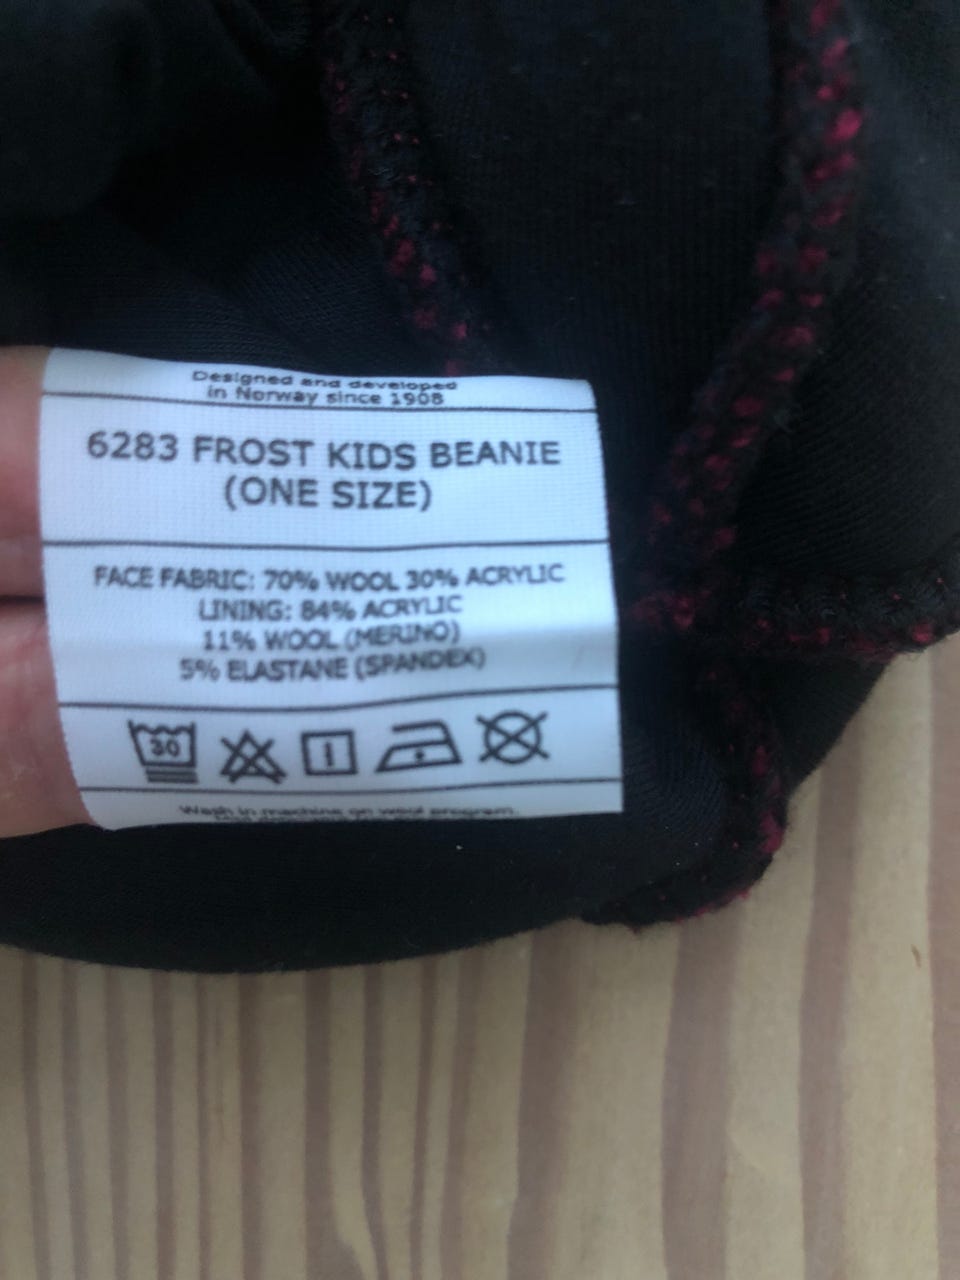 Designed and developed
in Norway since 1908
6283 FROST KIDS BEANIE
(ONE SIZE)
FACE FABRIC: 70% WOOL 30% ACRYLIC
LINING: 84% ACRYLIC
11% WOOL (MERINO)
5% ELASTANE (SPANDEX)
30
Wash in machine on wool program.